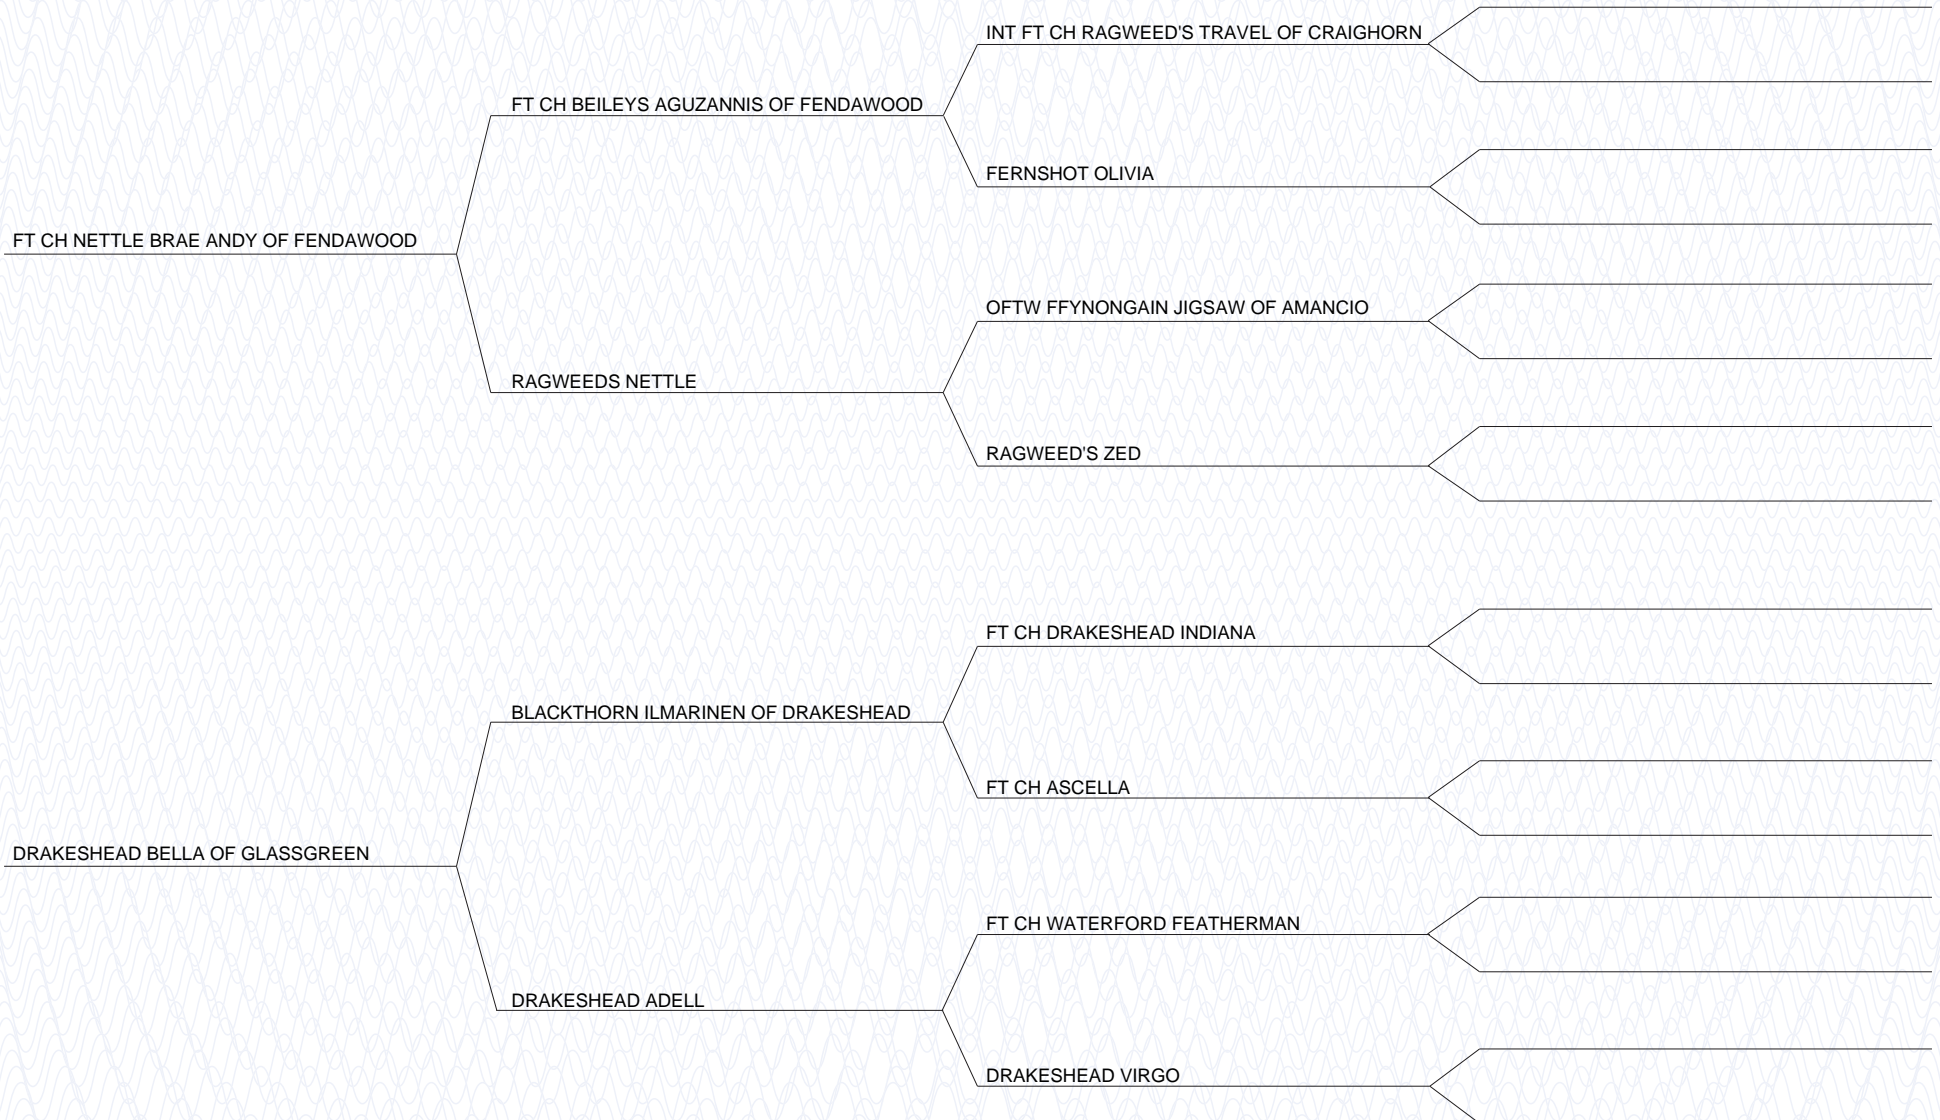 INT FT CH RAGWEED'S TRAVEL OF CRAIGHORN
FT CH BEILEYS AGUZANNIS OF FENDAWOOD
FERNSHOT OLIVIA
FT CH NETTLE BRAE ANDY OF FENDAWOOD
OFTW FFYNONGAIN JIGSAW OF AMANCIO
RAGWEEDS NETTLE
RAGWEED'S ZED
FT CH DRAKESHEAD INDIANA
BLACKTHORN ILMARINEN OF DRAKESHEAD
FT CH ASCELLA
DRAKESHEAD BELLA OF GLASSGREEN
FT CH WATERFORD FEATHERMAN
DRAKESHEAD ADELL
DRAKESHEAD VIRGO